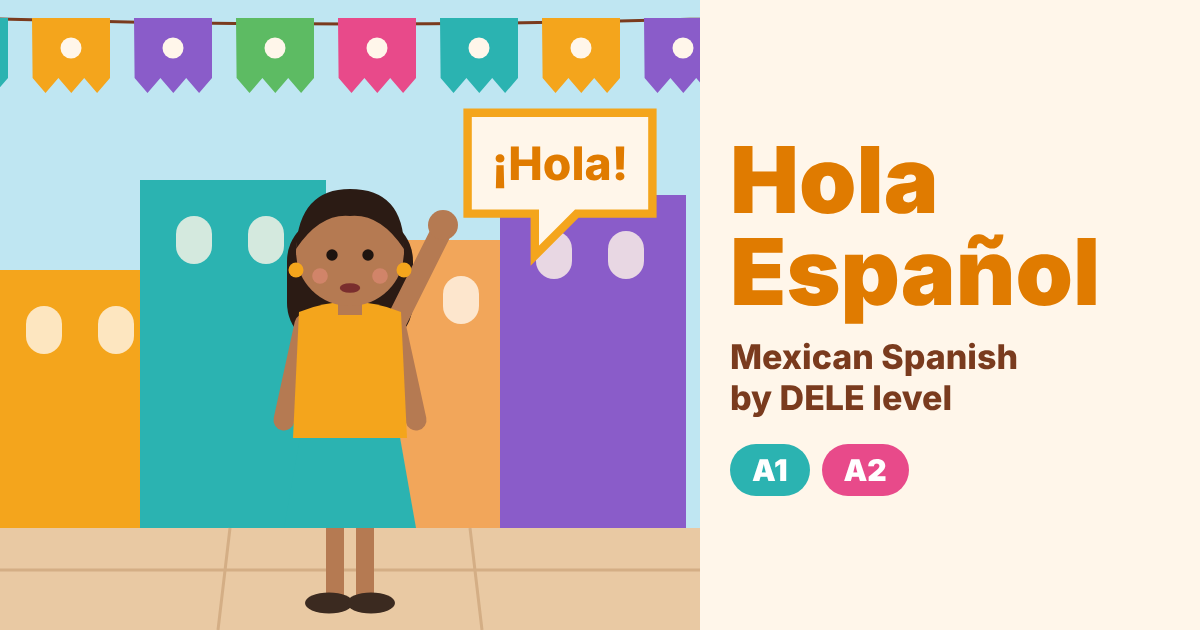 ¡Hola!
Hola
Español
Mexican Spanish
by DELE level
A1
A2